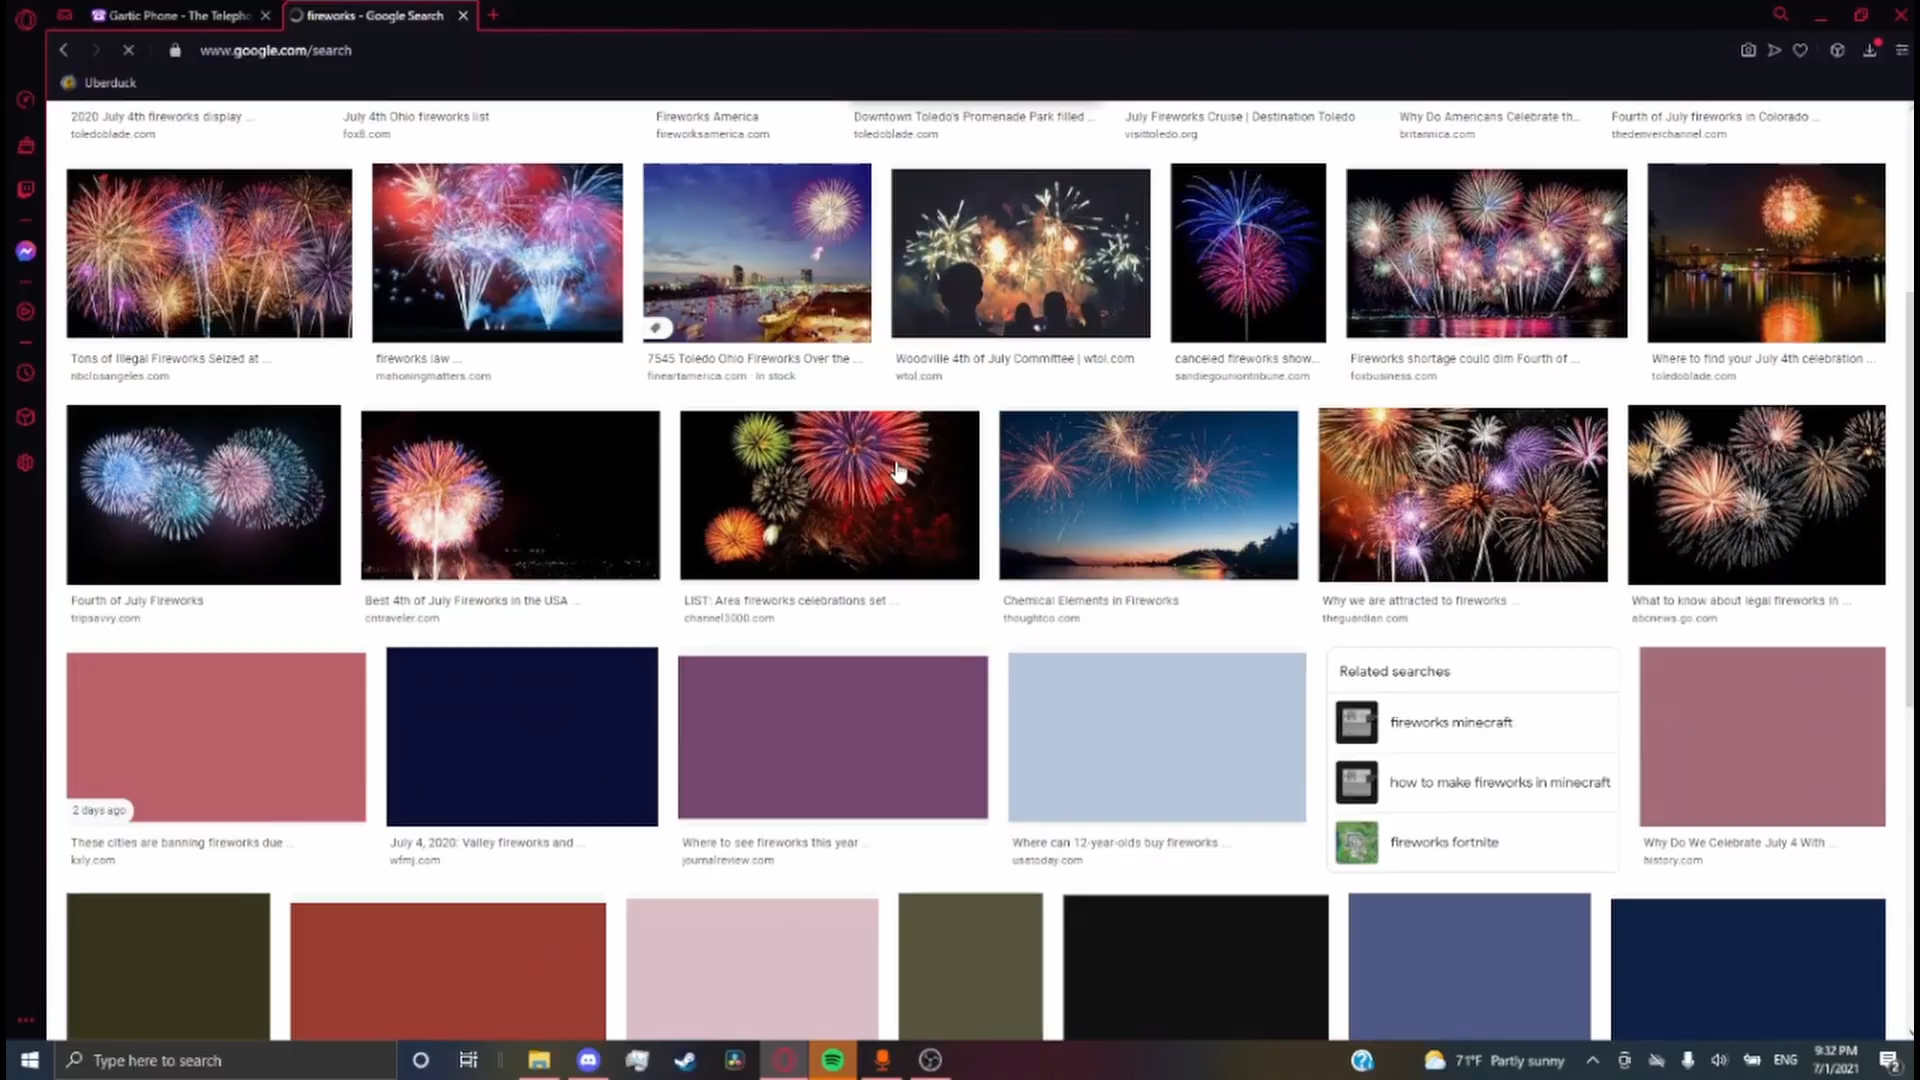 Gartic Phone - The Telepho
fireworks - Google Search
www.google.com/search
Uberduck
2020 July 4th fireworks display ...
toledoblade.com
July 4th Ohio fireworks list
fox8.com
Fireworks America
fireworksamerica.com
Downtown Toledo's Promenade Park filled ...
toledoblade.com
July Fireworks Cruise | Destination Toledo
visittoledo.org
Why Do Americans Celebrate th...
britannica.com
Fourth of July fireworks in Colorado ...
thedenverchannel.com
Tons of Illegal Fireworks Seized at ...
nbclosangeles.com
fireworks law ...
mahoningmatters.com
7545 Toledo Ohio Fireworks Over the ...
fineartamerica.com · In stock
Woodville 4th of July Committee | wtol.com
wtol.com
canceled fireworks show...
sandiegouniontribune.com
Fireworks shortage could dim Fourth of ...
foxbusiness.com
Where to find your July 4th celebration ...
toledoblade.com
Fourth of July Fireworks
tripsavvy.com
Best 4th of July Fireworks in the USA ...
cntraveler.com
LIST: Area fireworks celebrations set ...
channel3000.com
Chemical Elements in Fireworks
thoughtco.com
Why we are attracted to fireworks ...
theguardian.com
What to know about legal fireworks in ...
abcnews.go.com
2 days ago
These cities are banning fireworks due ...
kxly.com
July 4, 2020: Valley fireworks and ...
wfmj.com
Where to see fireworks this year ...
journalreview.com
Where can 12-year-olds buy fireworks ...
usatoday.com
Related searches
fireworks minecraft
how to make fireworks in minecraft
fireworks fortnite
Why Do We Celebrate July 4 With ...
history.com
Type here to search
71°F Partly sunny
ENG
9:32 PM
7/1/2021
2